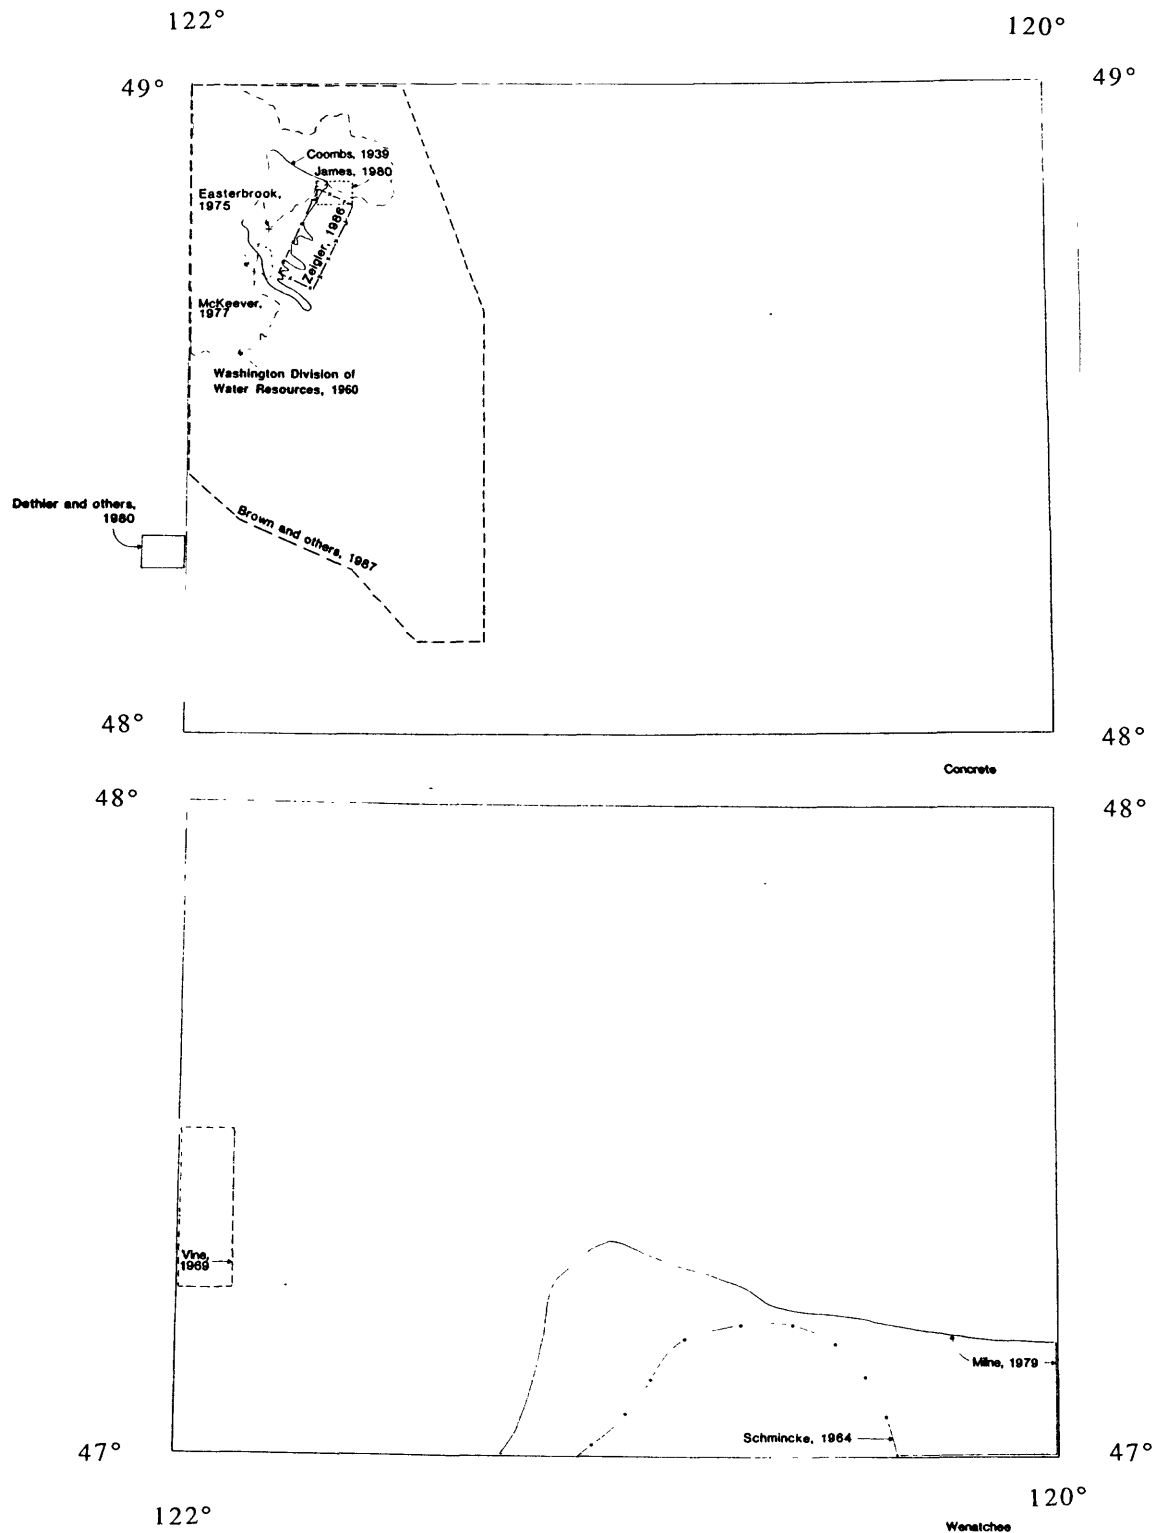 122°
120°
49°
49°
Coombs, 1939
James, 1980
Easterbrook,
1975
Zeigler, 1986
McKeever,
1977
Washington Division of
Water Resources, 1960
Dethier and others,
1980
Brown and others, 1987
48°
48°
Concrete
48°
48°
Vine,
1969
Milne, 1979
Schmincke, 1964
47°
47°
122°
120°
Wenatchee